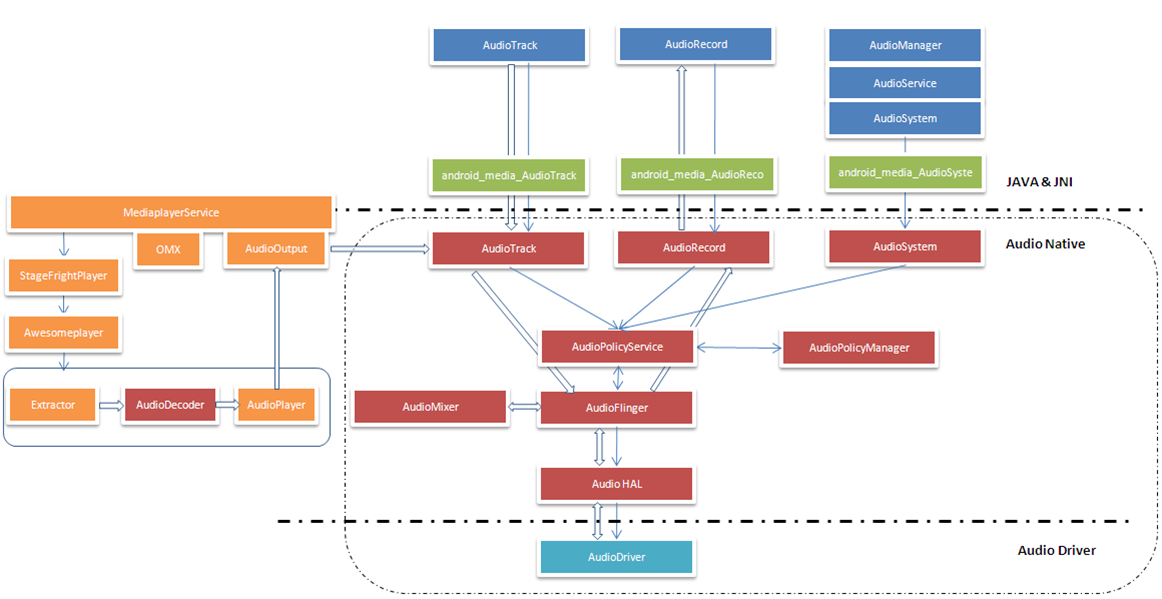 AudioTrack
AudioRecord
AudioManager
AudioService
AudioSystem
android_media_AudioTrack
android_media_AudioReco
android_media_AudioSyste
JAVA & JNI
MediaplayerService
OMX
AudioOutput
AudioTrack
AudioRecord
AudioSystem
Audio Native
StageFrightPlayer
Awesomeplayer
AudioPolicyService
AudioPolicyManager
Extractor
AudioDecoder
AudioPlayer
AudioMixer
AudioFlinger
Audio HAL
Audio Driver
AudioDriver